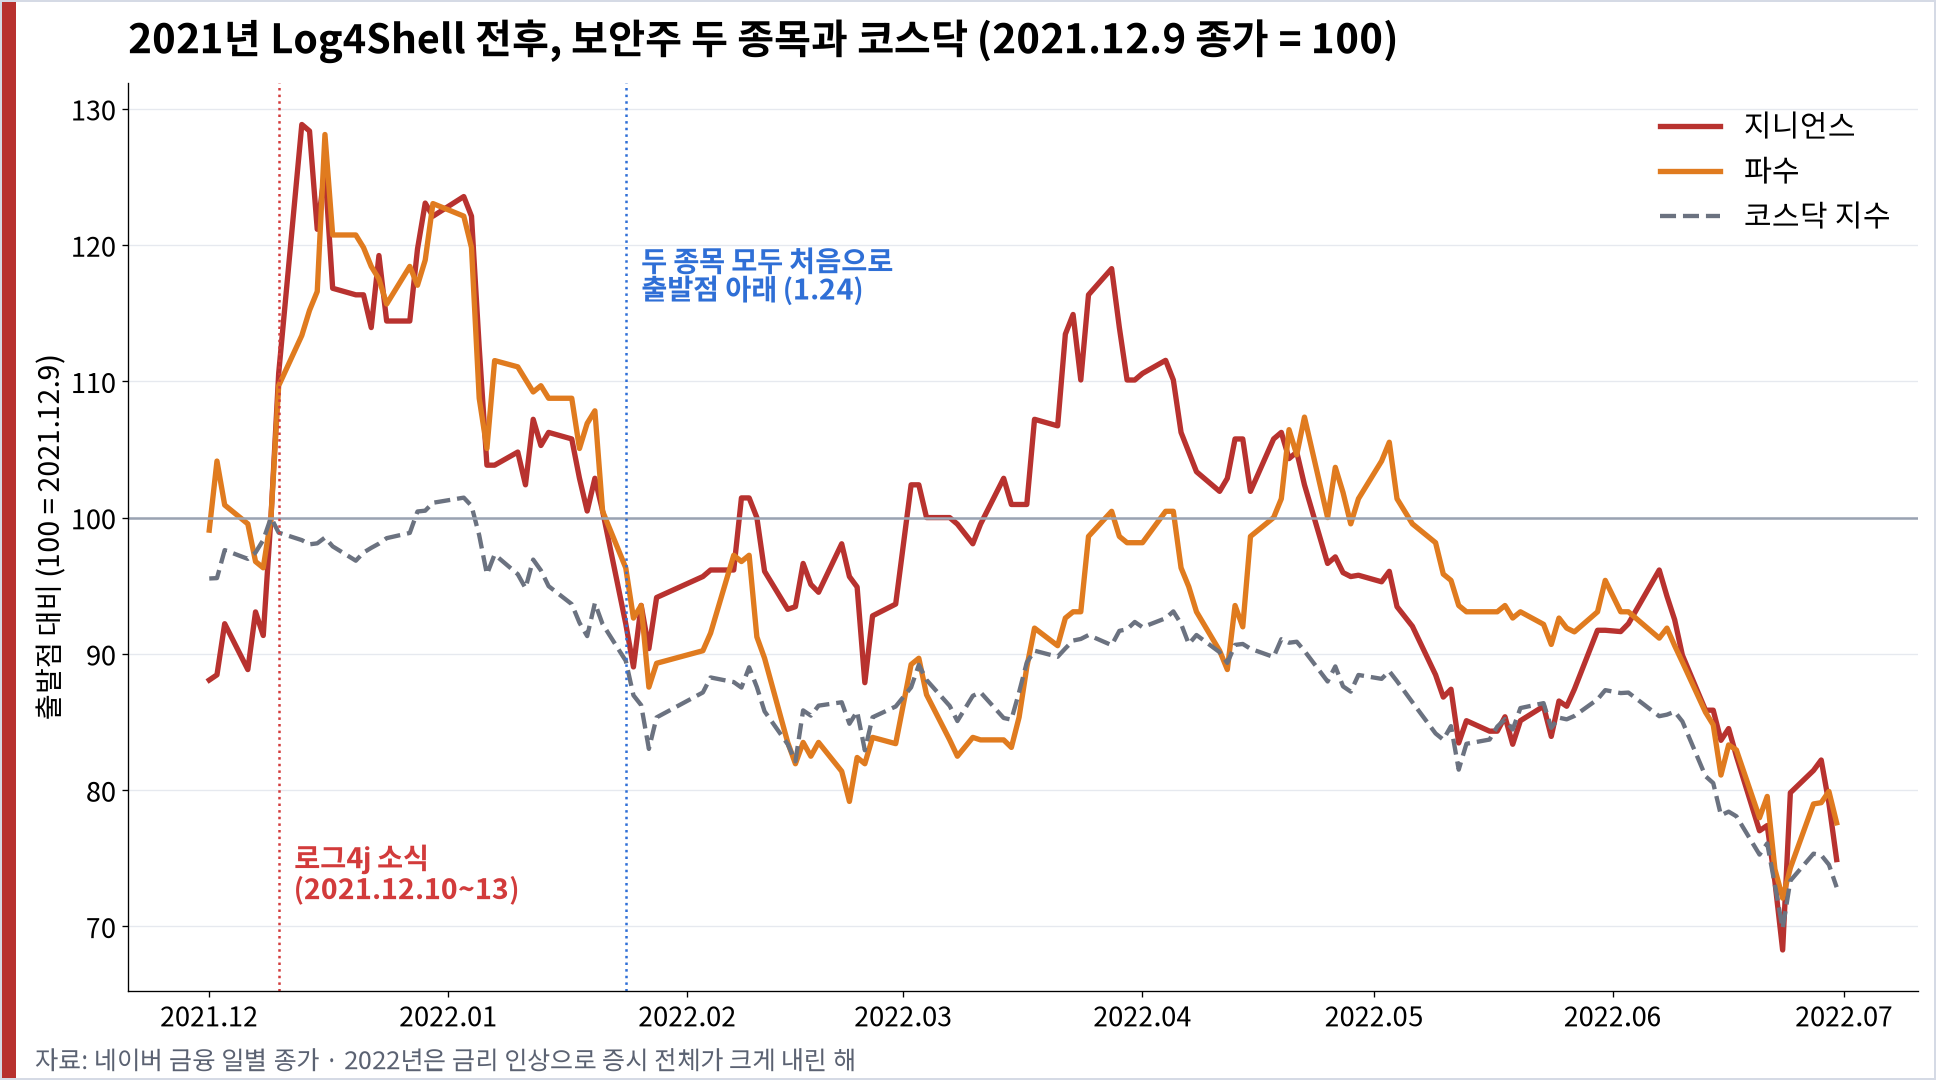 2021년 Log4Shell 전후, 보안주 두 종목과 코스닥 (2021.12.9 종가 = 100)
출발점 대비 (100 = 2021.12.9)
130
120
110
100
90
80
70
지니언스
파수
코스닥 지수
두 종목 모두 처음으로
출발점 아래 (1.24)
로그4j 소식
(2021.12.10~13)
2021.12
2022.01
2022.02
2022.03
2022.04
2022.05
2022.06
2022.07
자료: 네이버 금융 일별 종가 · 2022년은 금리 인상으로 증시 전체가 크게 내린 해